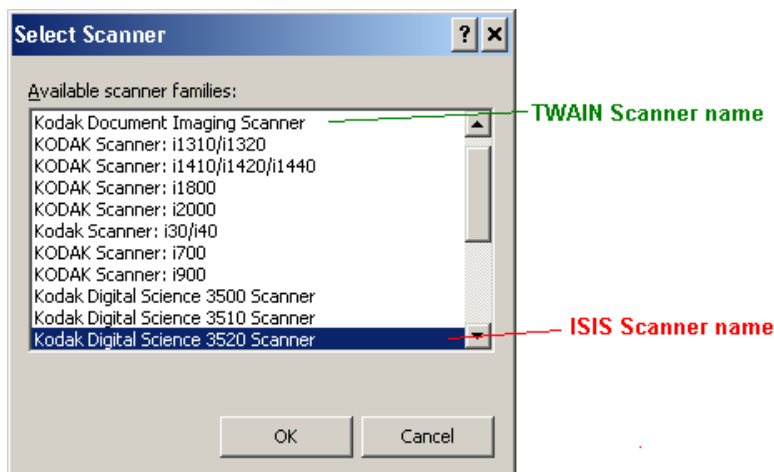 Select Scanner
Available scanner families:
Kodak Document Imaging Scanner
TWAIN Scanner name
KODAK Scanner: i1310/i1320
KODAK Scanner: i1410/i1420/i1440
KODAK Scanner: i1800
KODAK Scanner: i2000
Kodak Scanner: i30/i40
KODAK Scanner: i700
KODAK Scanner: i900
Kodak Digital Science 3500 Scanner
Kodak Digital Science 3510 Scanner
Kodak Digital Science 3520 Scanner
ISIS Scanner name
OK
Cancel